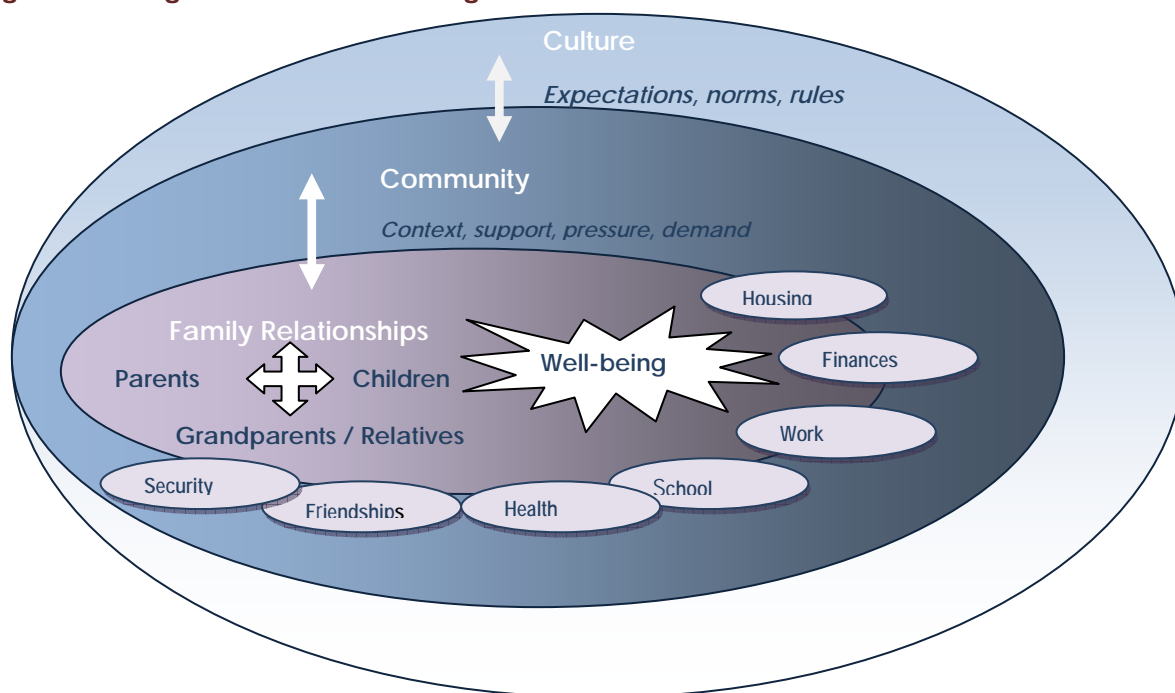 Culture
Expectations, norms, rules
Community
Context, support, pressure, demand
Housing
Family Relationships
Well-being
Finances
Parents
Children
Work
Grandparents / Relatives
Security
School
Friendships
Health